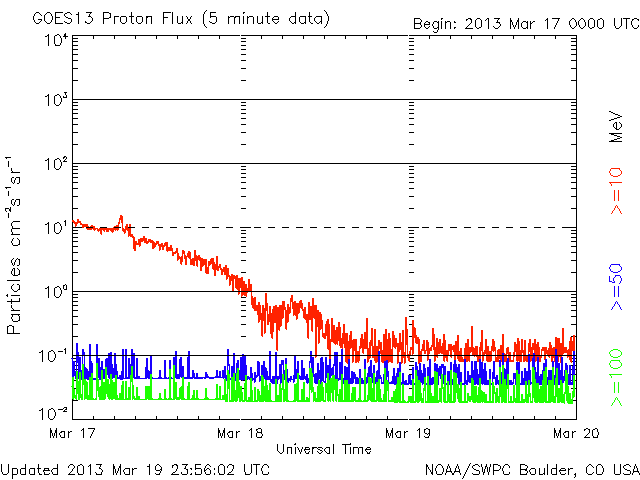 GOES13 Proton Flux (5 minute data)
Begin: 2013 Mar 17 0000 UTC
Particles cm⁻²s⁻¹sr⁻¹
10⁴
10³
10²
10¹
10⁰
10⁻¹
10⁻²
Mar 17
Mar 18
Mar 19
Mar 20
Universal Time
MeV
>=10
>=50
>=100
Updated 2013 Mar 19 23:56:02 UTC
NOAA/SWPC Boulder, CO USA